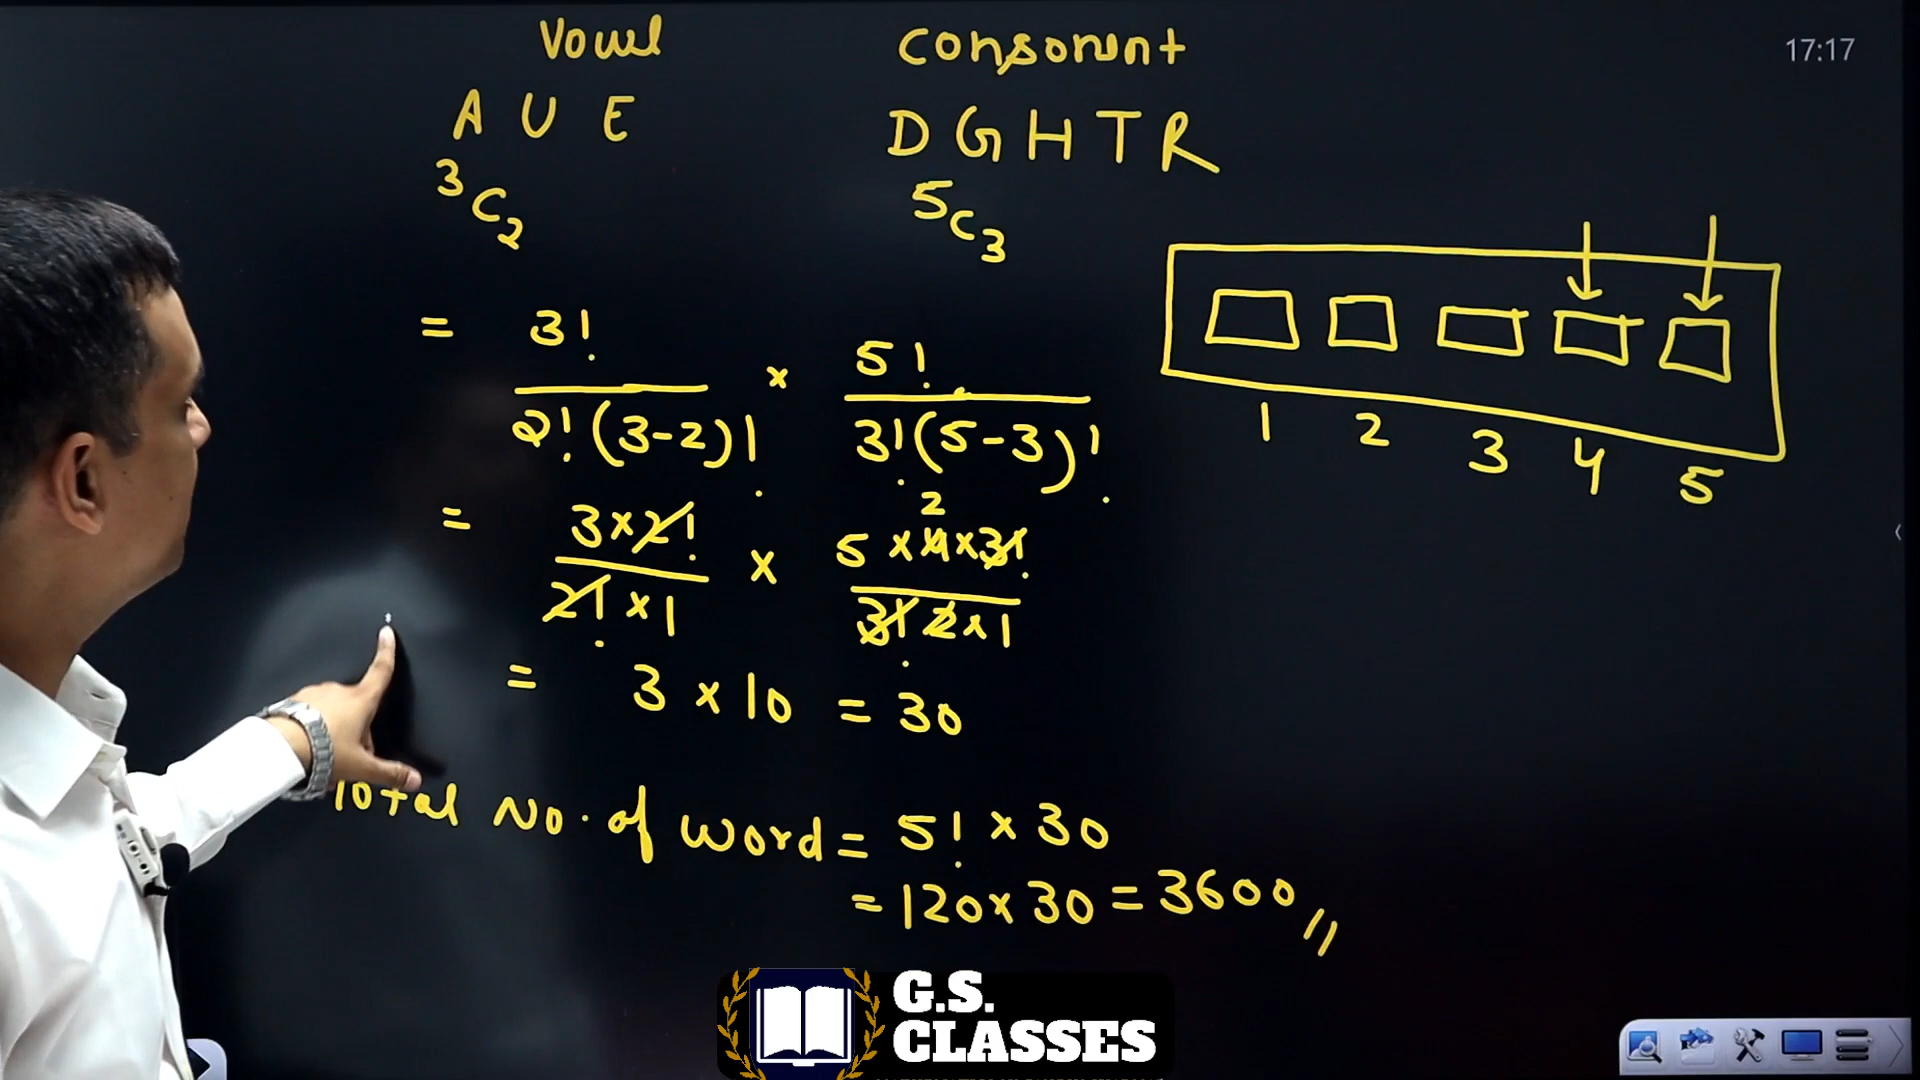 Vowel Consonent
17:17
A U E D G H T R
³C₂ ⁵C₃
= 3! / 2!(3-2)! × 5! / 3!(5-3)!
1 2 3 4 5
= 3×2! / 2!×1 × 5×4×3! / 3!2×1
2
= 3 × 10 = 30
Total No. of word = 5! × 30
= 120 × 30 = 3600 //
G.S.
CLASSES